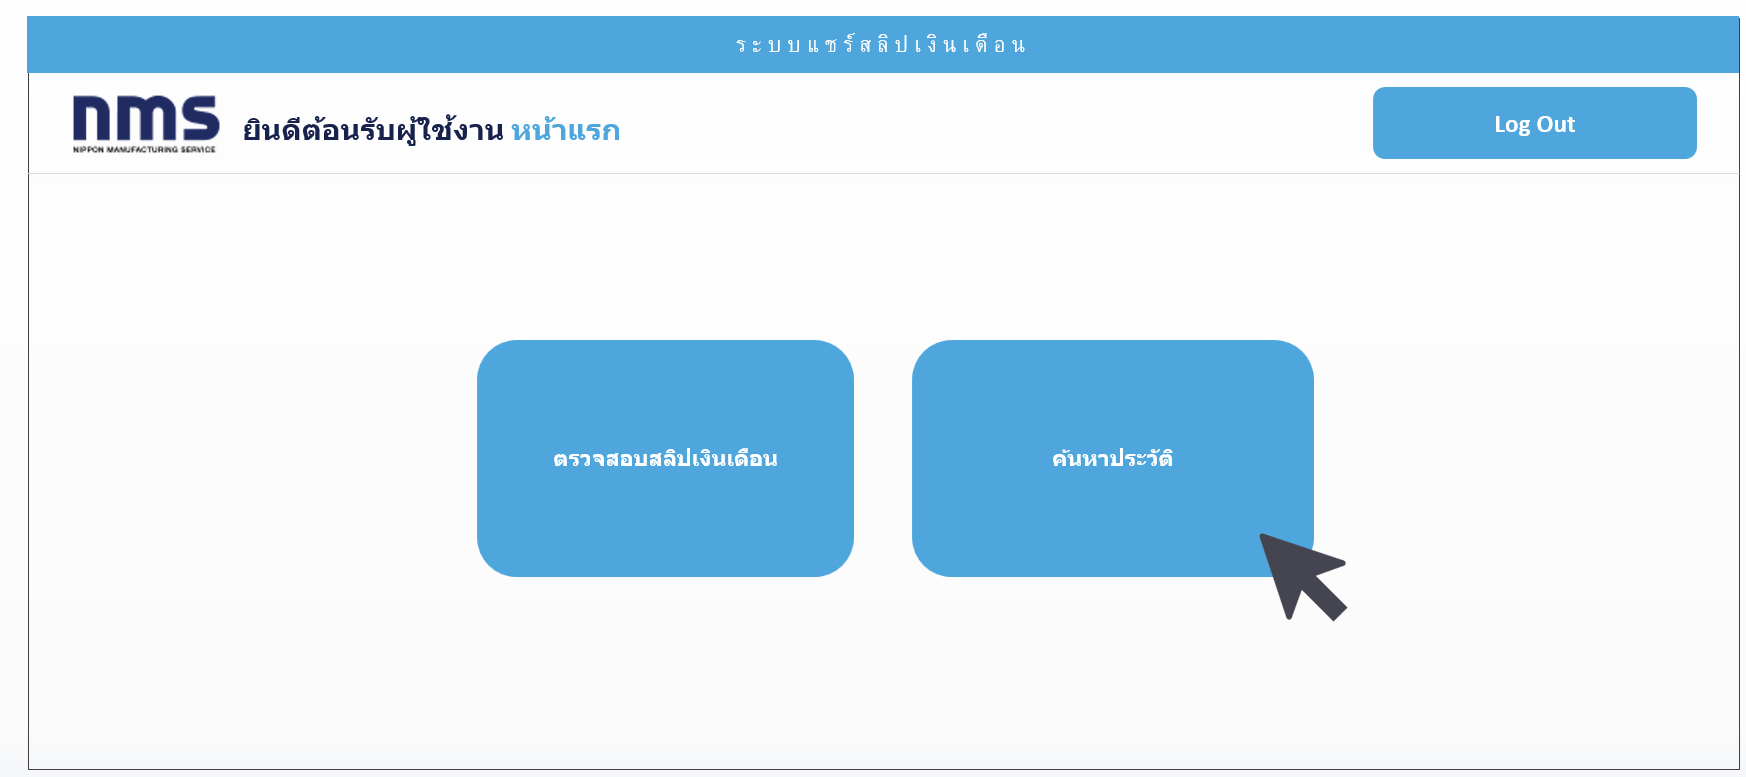 ระบบแชร์สลิปเงินเดือน
nms
NIPPON MANUFACTURING SERVICE
ยินดีต้อนรับผู้ใช้งาน หน้าแรก
Log Out
ตรวจสอบสลิปเงินเดือน
ค้นหาประวัติ